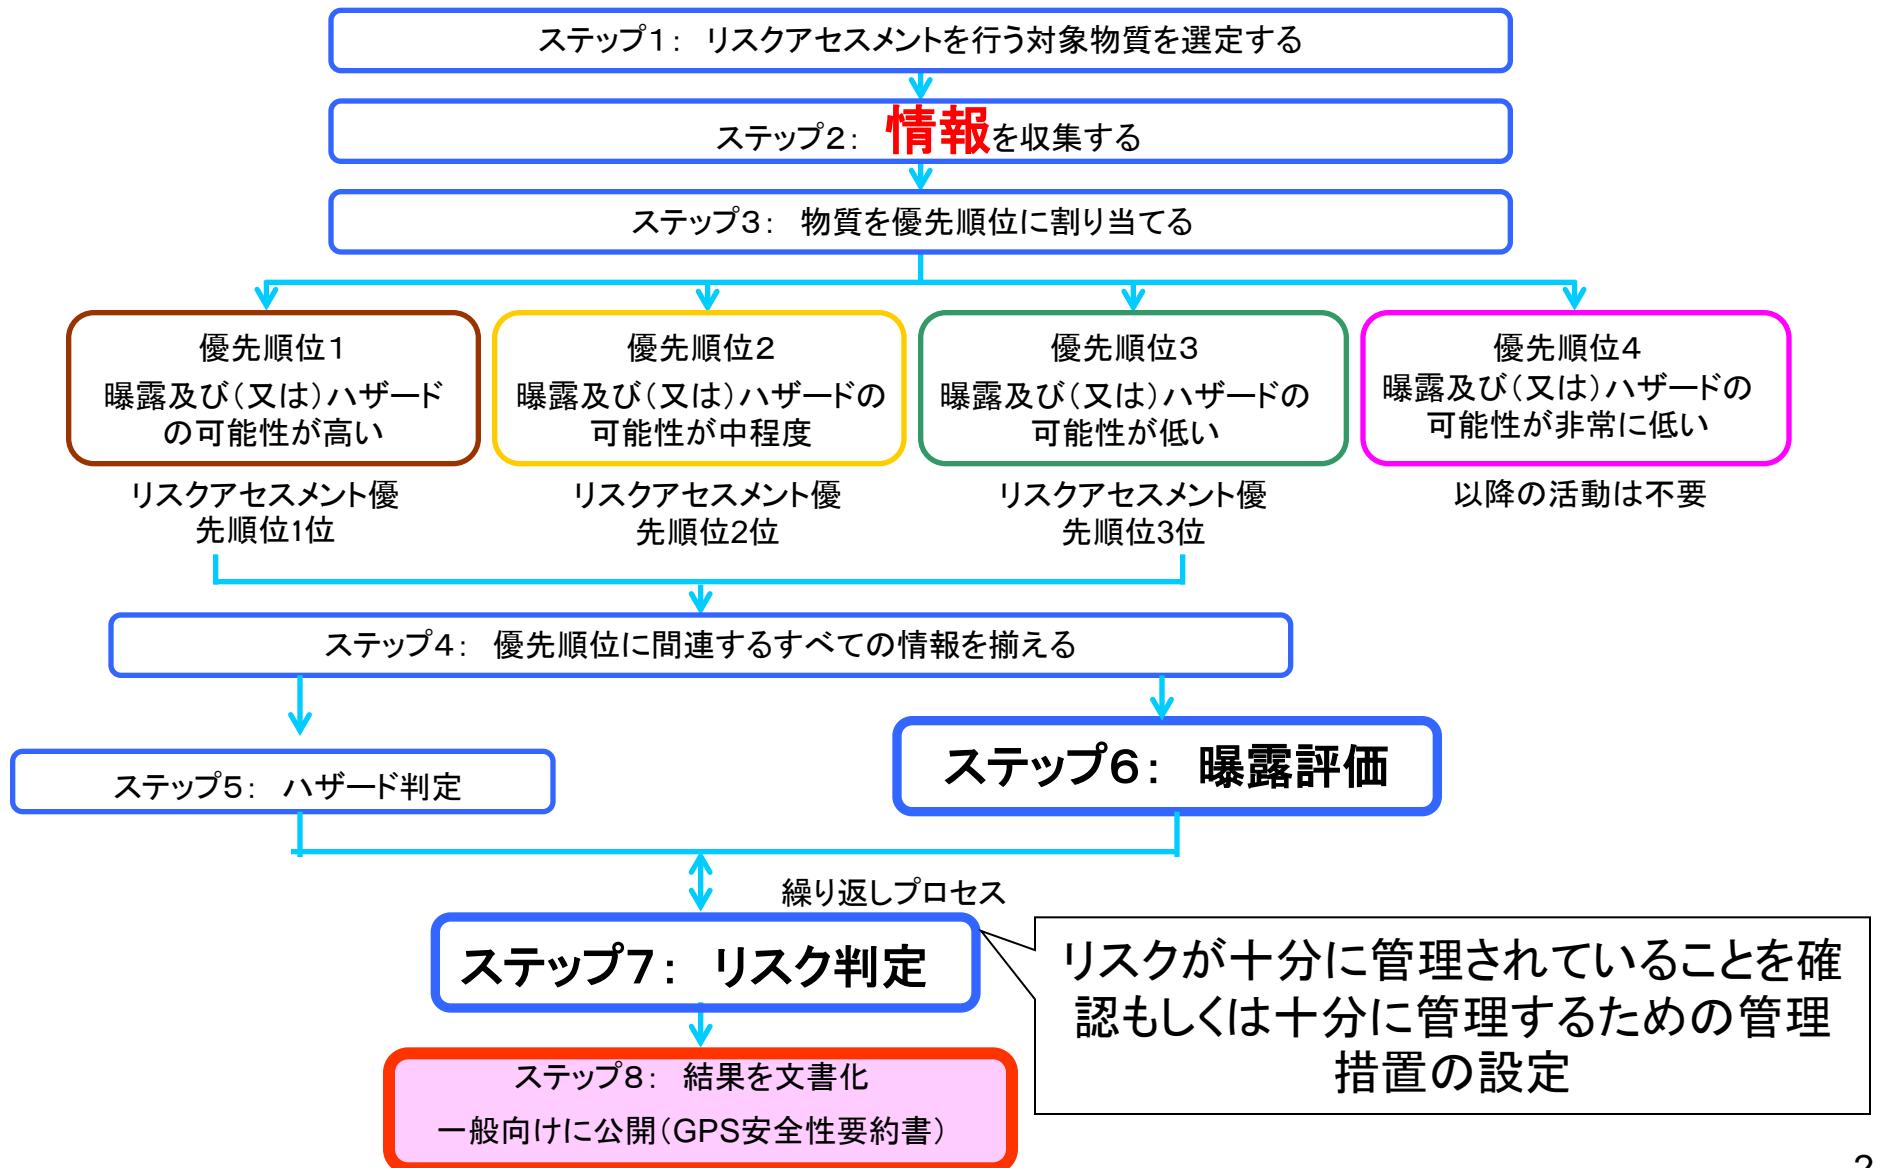 ステップ1： リスクアセスメントを行う対象物質を選定する
ステップ2： 情報を収集する
ステップ3： 物質を優先順位に割り当てる
優先順位1
曝露及び（又は）ハザード
の可能性が高い
優先順位2
曝露及び（又は）ハザードの
可能性が中程度
優先順位3
曝露及び（又は）ハザードの
可能性が低い
優先順位4
曝露及び（又は）ハザードの
可能性が非常に低い
リスクアセスメント優
先順位1位
リスクアセスメント優
先順位2位
リスクアセスメント優
先順位3位
以降の活動は不要
ステップ4： 優先順位に間連するすべての情報を揃える
ステップ5： ハザード判定
ステップ6： 曝露評価
繰り返しプロセス
ステップ7： リスク判定
リスクが十分に管理されていることを確
認もしくは十分に管理するための管理
措置の設定
ステップ8： 結果を文書化
一般向けに公開（GPS安全性要約書）